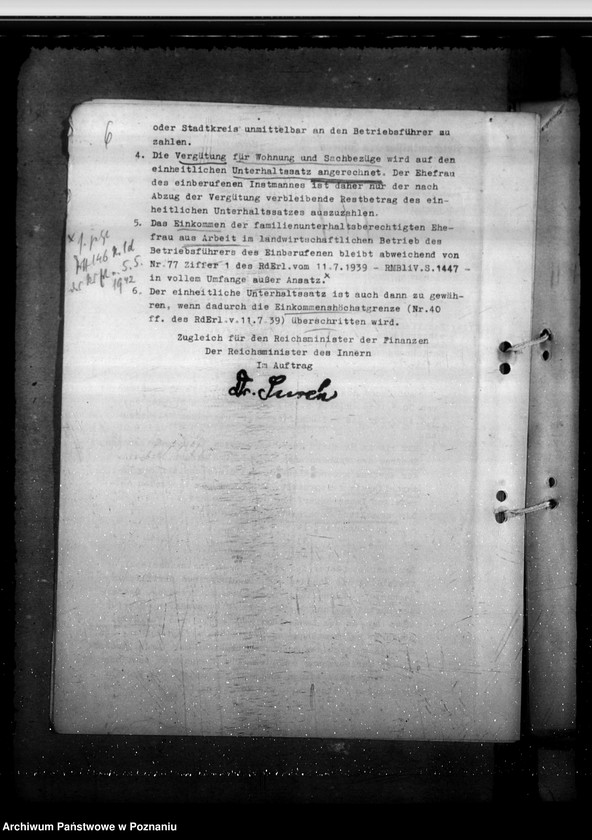 6
oder Stadtkreis unmittelbar an den Betriebsführer zu
zahlen.
4. Die Vergütung für Wohnung und Sachbezüge wird auf den
einheitlichen Unterhaltssatz angerechnet. Der Ehefrau
des einberufenen Instmannes ist daher nur der nach
Abzug der Vergütung verbleibende Restbetrag des ein-
heitlichen Unterhaltssatzes auszuzahlen.
5. Das Einkommen der familienunterhaltsberechtigten Ehe-
frau aus Arbeit im landwirtschaftlichen Betrieb des
Betriebsführers des Einberufenen bleibt abweichend von
Nr.77 Ziffer 1 des RdErl.vom 11.7.1939 - RMBliV.S.1447 -
in vollem Umfange außer Ansatz.x
6. Der einheitliche Unterhaltssatz ist auch dann zu gewäh-
ren, wenn dadurch die Einkommenshöchstgrenze (Nr.40
ff. des RdErl.v.11.7.39) überschritten wird.
Zugleich für den Reichsminister der Finanzen
Der Reichsminister des Innern
Im Auftrag
Dr. Surén
x
146
1942
Archiwum Państwowe w Poznaniu